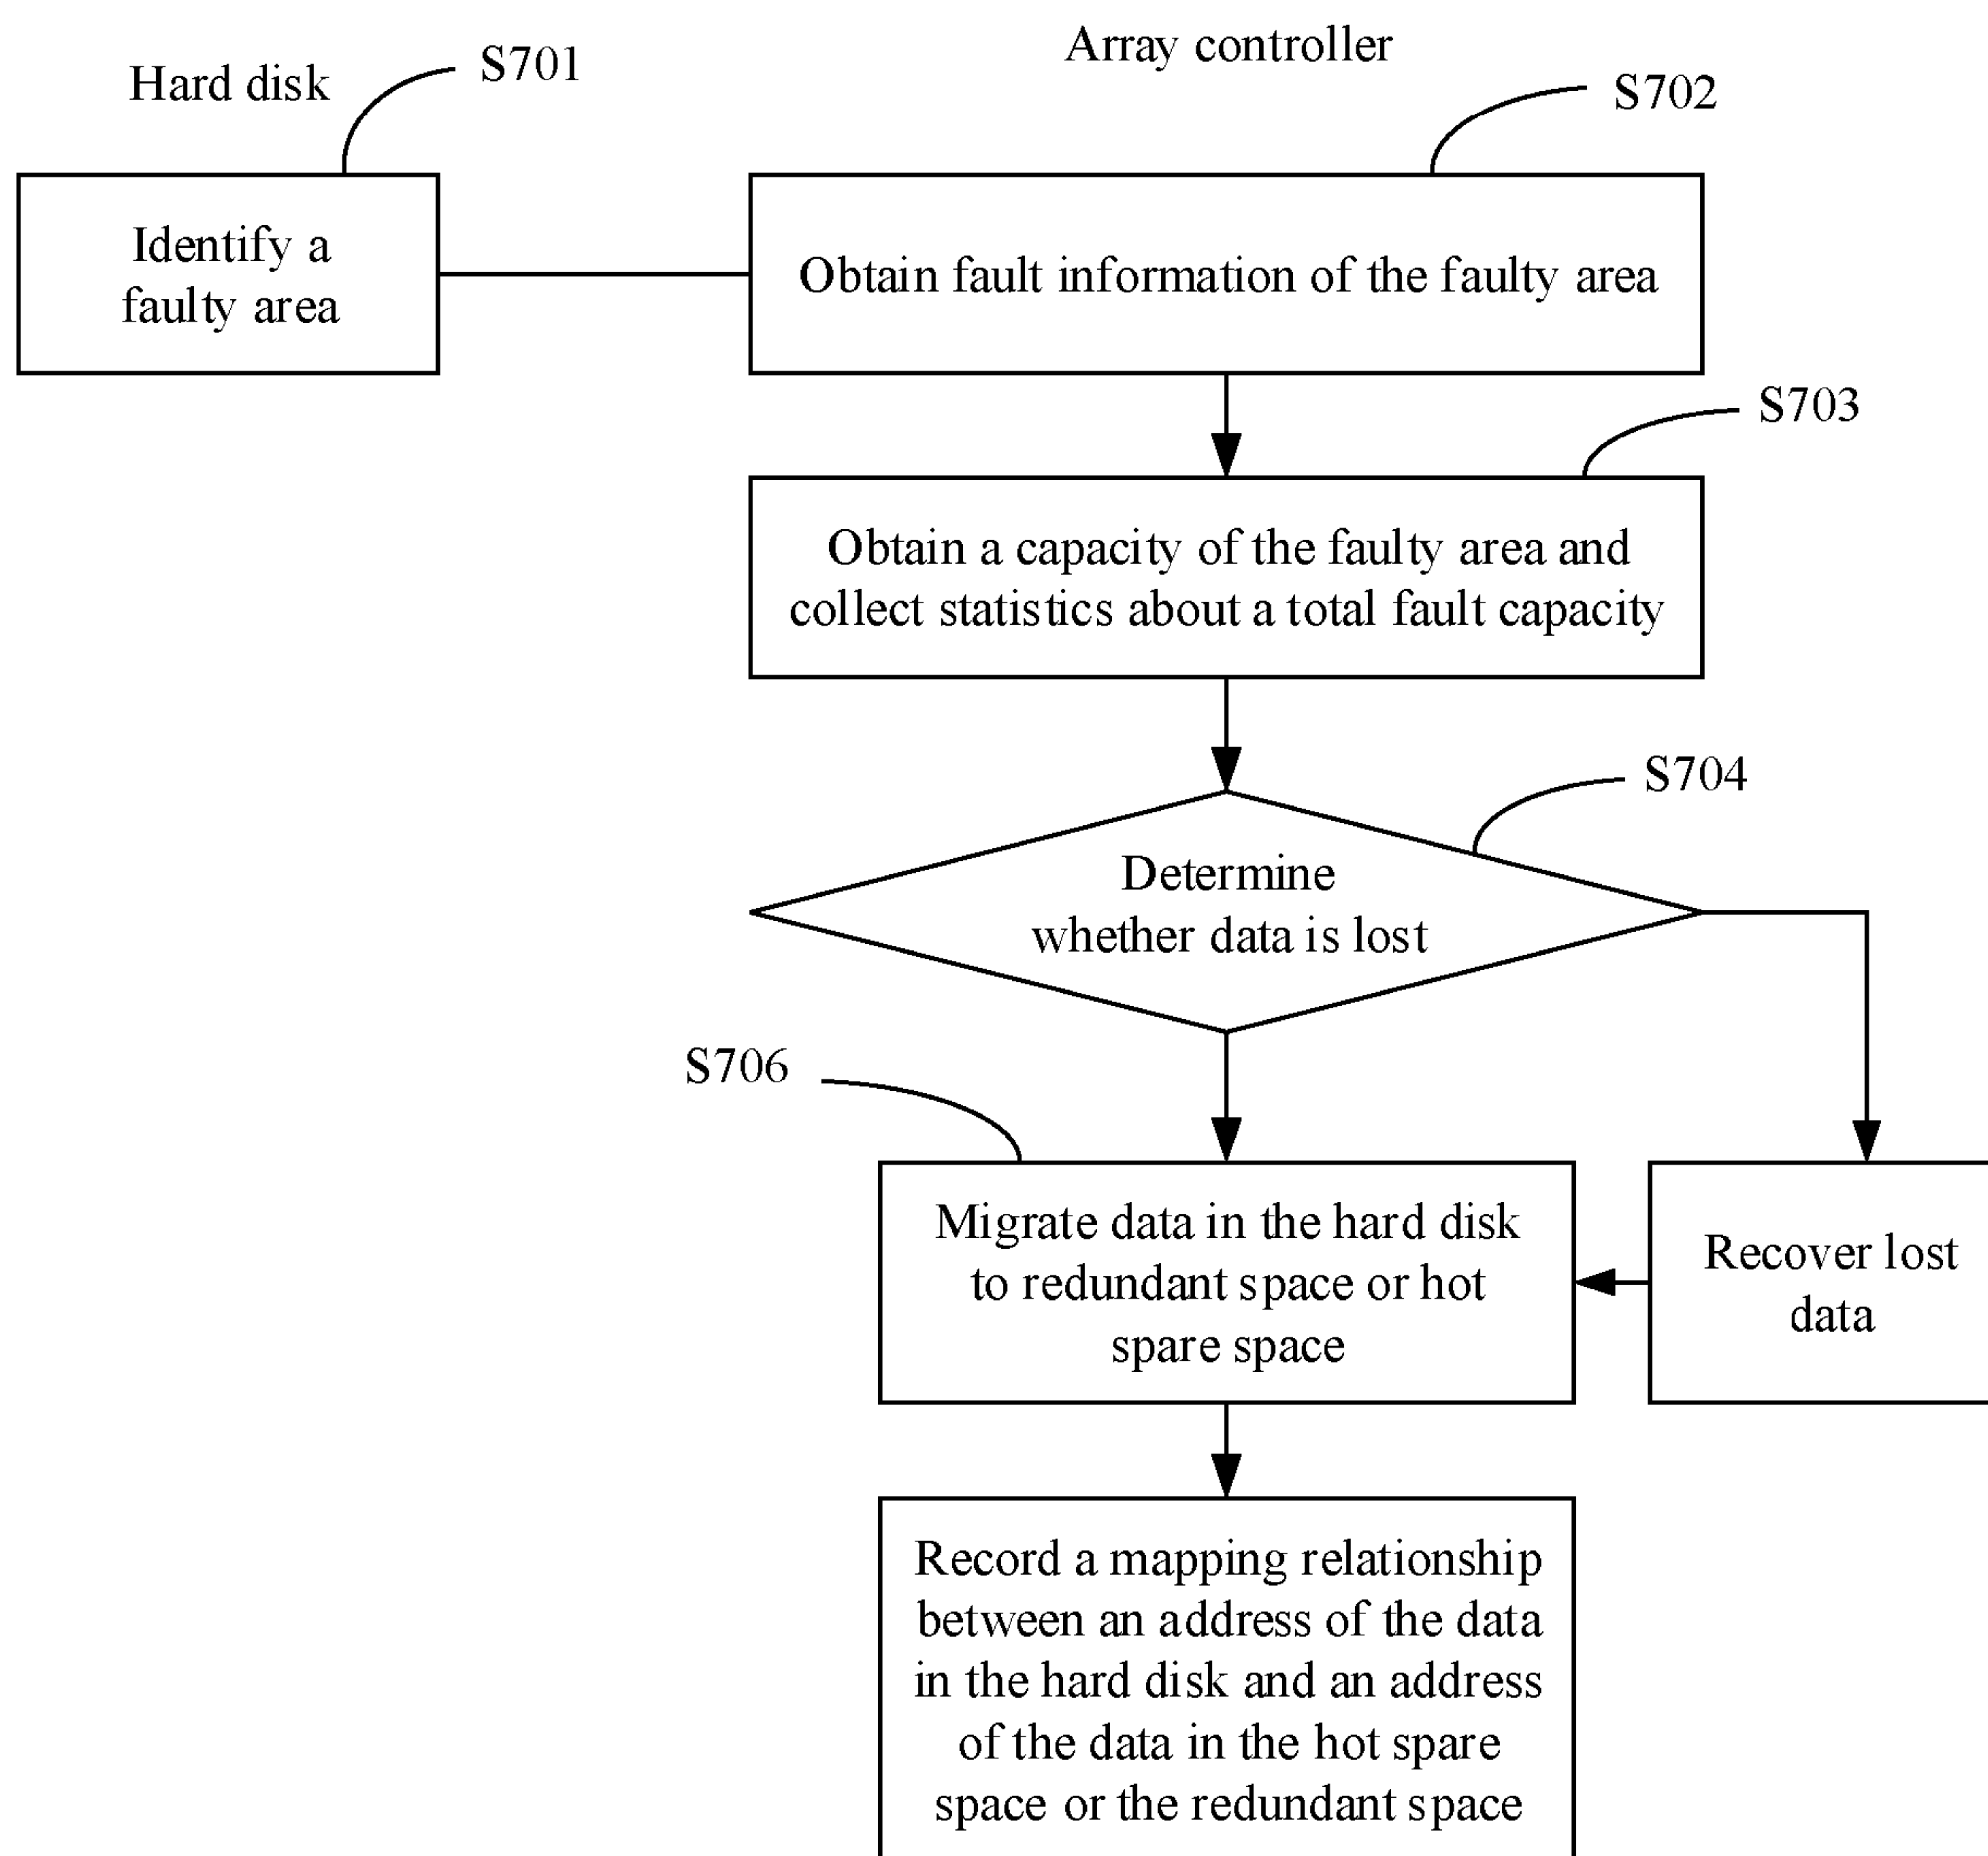 Hard disk
S701
Array controller
S702
Identify a
faulty area
Obtain fault information of the faulty area
S703
Obtain a capacity of the faulty area and
collect statistics about a total fault capacity
S704
Determine
whether data is lost
S706
Migrate data in the hard disk
to redundant space or hot
spare space
Recover lost
data
Record a mapping relationship
between an address of the data
in the hard disk and an address
of the data in the hot spare
space or the redundant space